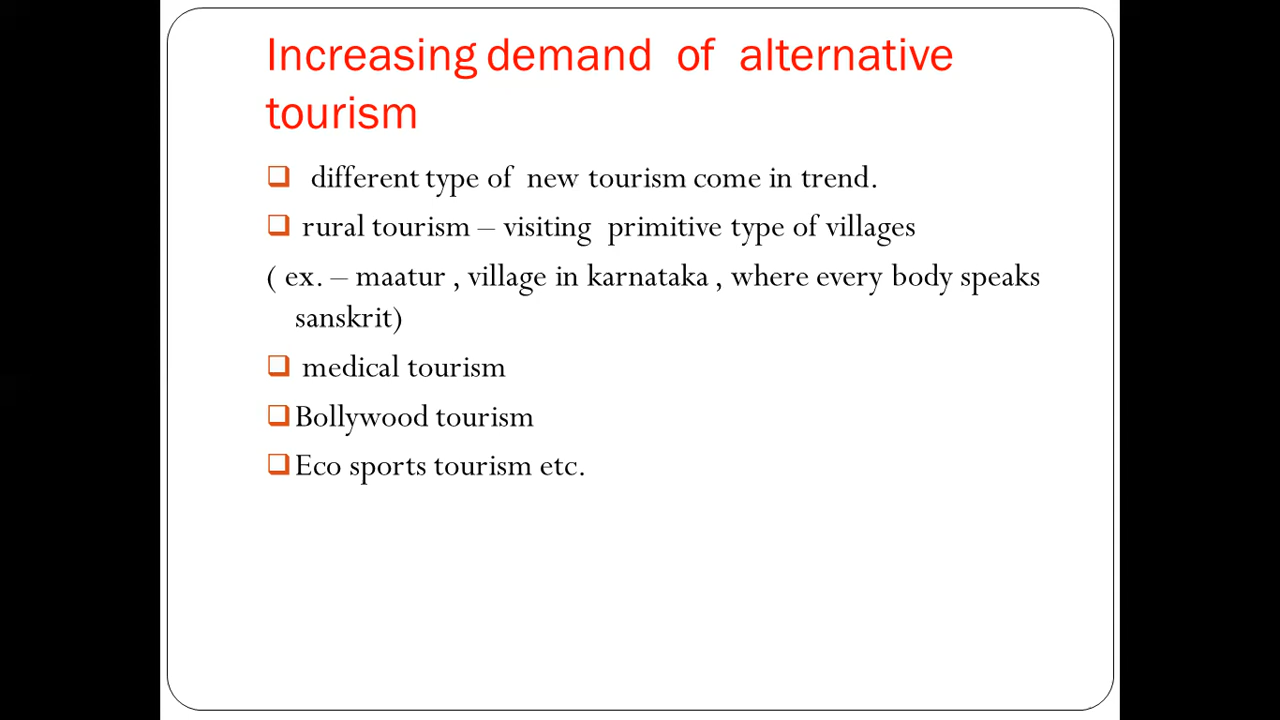 Increasing demand of alternative
tourism
different type of new tourism come in trend.
rural tourism – visiting primitive type of villages
( ex. – maatur , village in karnataka , where every body speaks
sanskrit)
medical tourism
Bollywood tourism
Eco sports tourism etc.